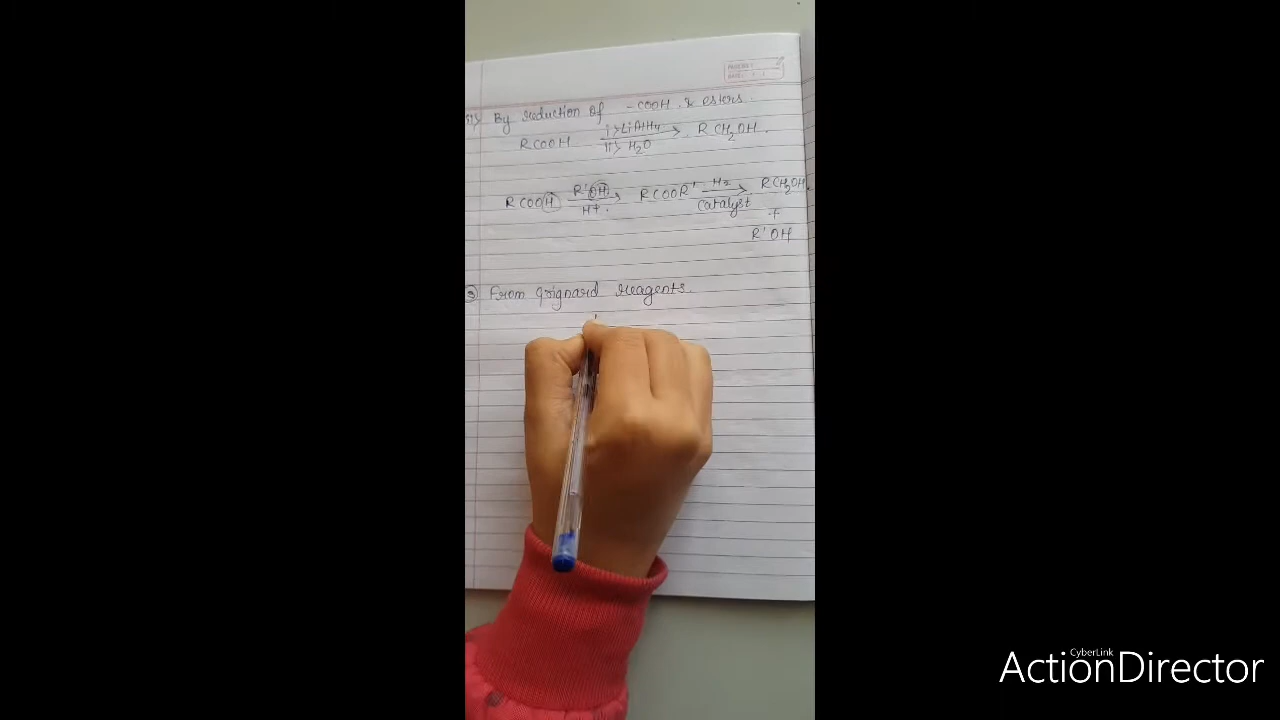 ii> By reduction of -COOH & esters.
RCOOH i> LiAlH4 ii> H2O → RCH2OH.
RCOOH R'OH H+. → RCOOR' H2 Catalyst → RCH2OH.
+
R'OH
③ From Grignard reagents.
CyberLink
ActionDirector